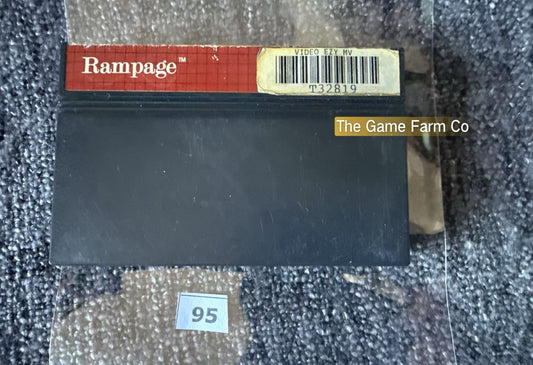 Rampage™
VIDEO EZY MV
T32819
The Game Farm Co
95